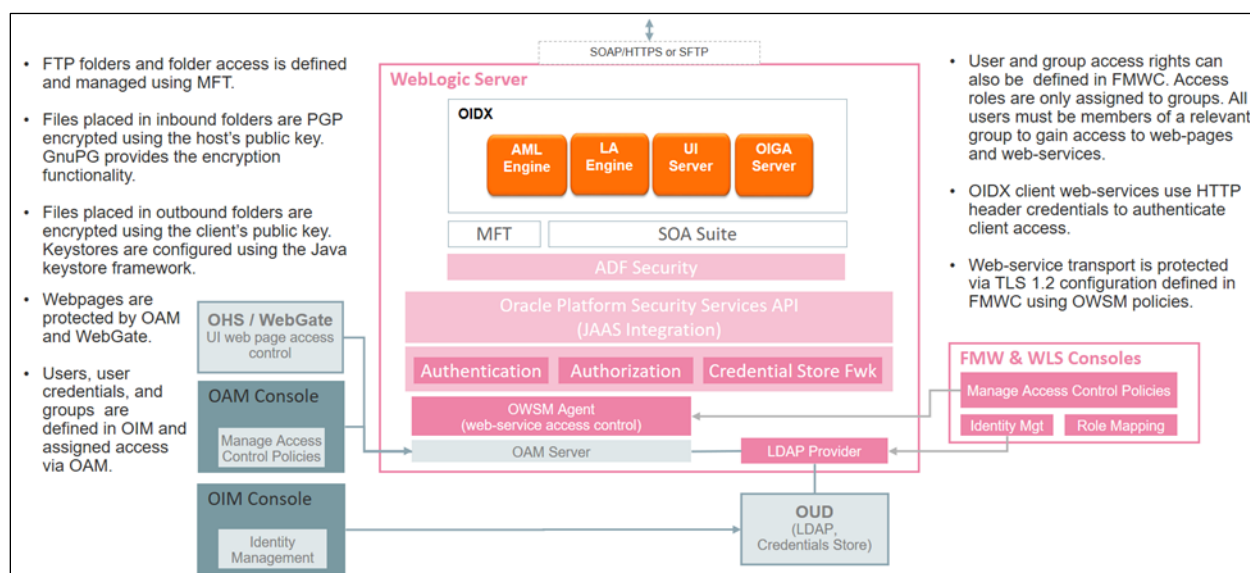 SOAP/HTTPS or SFTP
• FTP folders and folder access is defined
and managed using MFT.
• Files placed in inbound folders are PGP
encrypted using the host's public key.
GnuPG provides the encryption
functionality.
• Files placed in outbound folders are
encrypted using the client's public key.
Keystores are configured using the Java
keystore framework.
• Webpages are
protected by OAM
and WebGate.
• Users, user
credentials, and
groups are
defined in OIM and
assigned access
via OAM.
OHS / WebGate
UI web page access
control
OAM Console
Manage Access
Control Policies
OIM Console
Identity
Management
WebLogic Server
OIDX
AML
Engine
LA
Engine
UI
Server
OIGA
Server
MFT
SOA Suite
ADF Security
Oracle Platform Security Services API
(JAAS Integration)
Authentication
Authorization
Credential Store Fwk
OWSM Agent
(web-service access control)
OAM Server
LDAP Provider
OUD
(LDAP,
Credentials Store)
• User and group access rights can
also be defined in FMWC. Access
roles are only assigned to groups. All
users must be members of a relevant
group to gain access to web-pages
and web-services.
• OIDX client web-services use HTTP
header credentials to authenticate
client access.
• Web-service transport is protected
via TLS 1.2 configuration defined in
FMWC using OWSM policies.
FMW & WLS Consoles
Manage Access Control Policies
Identity Mgt
Role Mapping